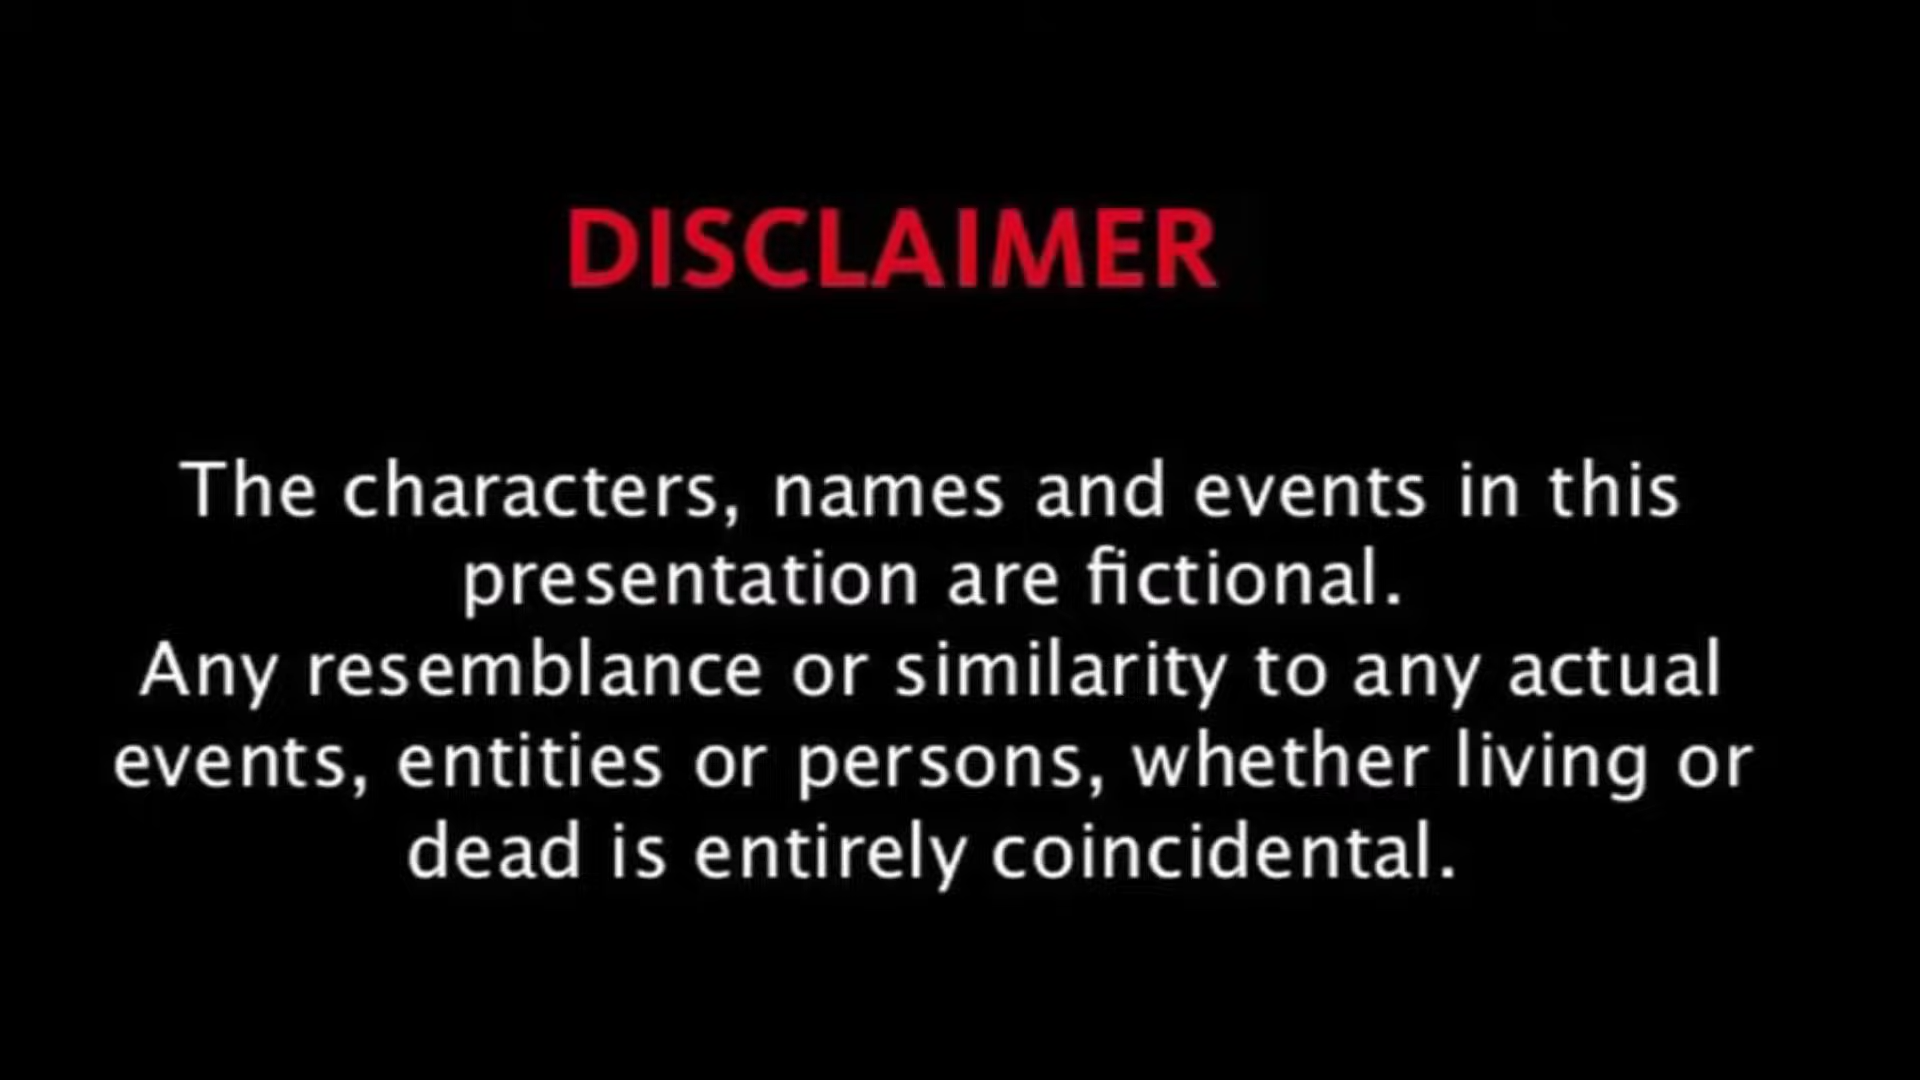 DISCLAIMER
The characters, names and events in this
presentation are fictional.
Any resemblance or similarity to any actual
events, entities or persons, whether living or
dead is entirely coincidental.